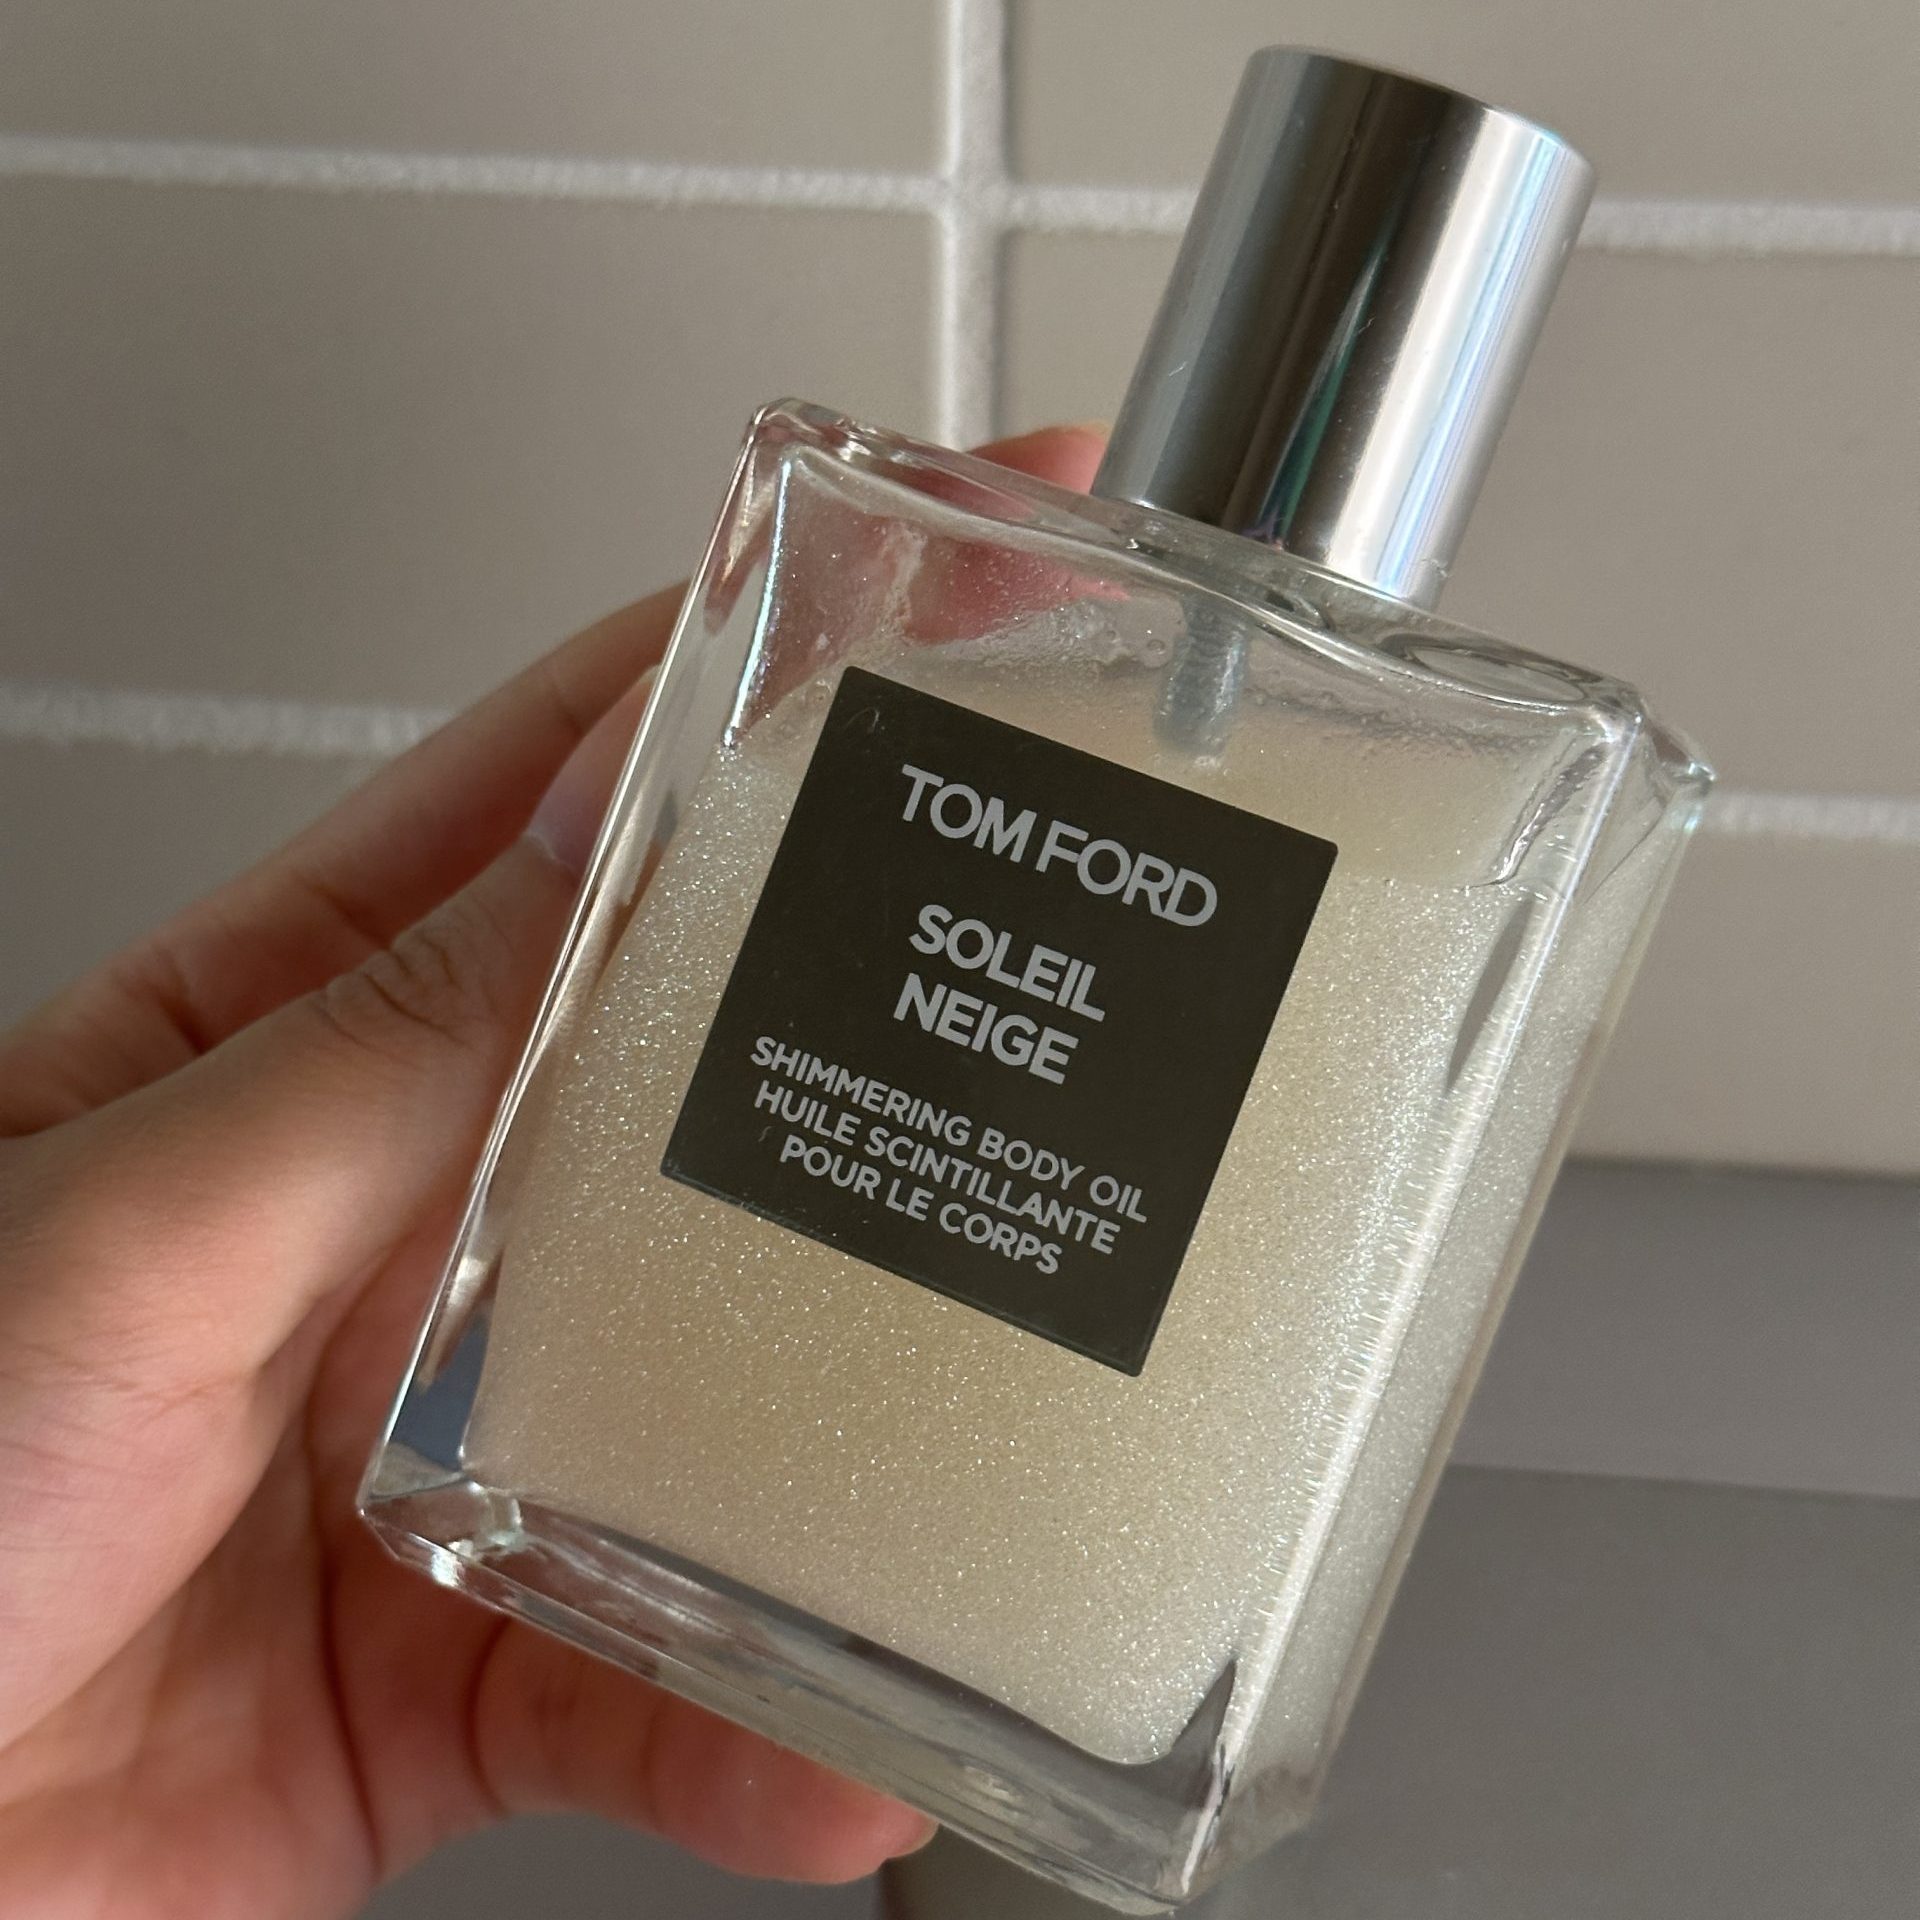 TOM FORD
SOLEIL
NEIGE
SHIMMERING BODY OIL
HUILE SCINTILLANTE
POUR LE CORPS